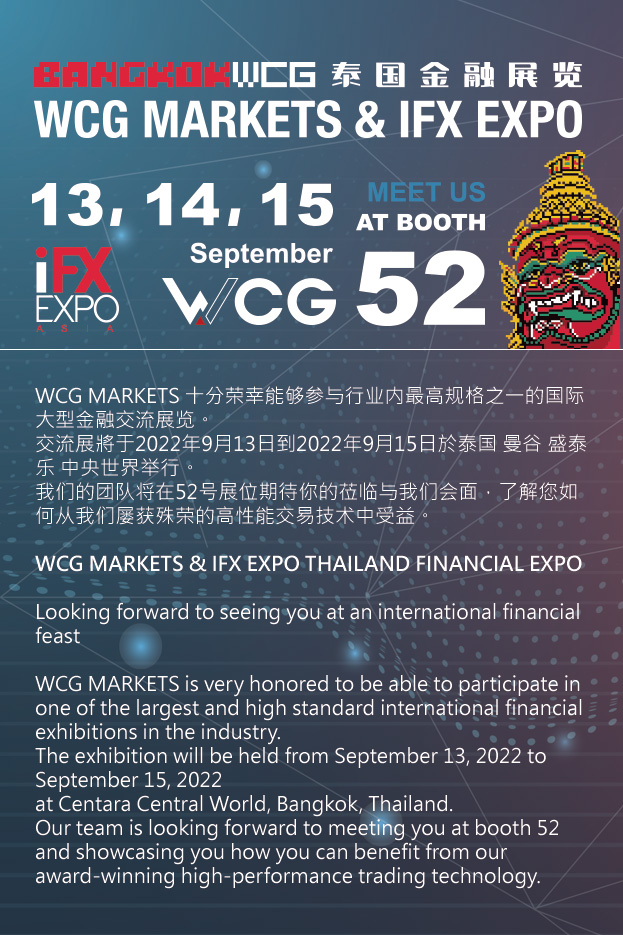 BANGKOKWCG 泰国金融展览
WCG MARKETS & IFX EXPO
13, 14, 15
September
MEET US
AT BOOTH
52
iFX
EXPO
ASIA
WCG
WCG MARKETS 十分荣幸能够参与行业内最高规格之一的国际
大型金融交流展览。
交流展將于2022年9月13日到2022年9月15日於泰国 曼谷 盛泰
乐 中央世界举行。
我们的团队将在52号展位期待你的莅临与我们会面，了解您如
何从我们屡获殊荣的高性能交易技术中受益。
WCG MARKETS & IFX EXPO THAILAND FINANCIAL EXPO
Looking forward to seeing you at an international financial
feast
WCG MARKETS is very honored to be able to participate in
one of the largest and high standard international financial
exhibitions in the industry.
The exhibition will be held from September 13, 2022 to
September 15, 2022
at Centara Central World, Bangkok, Thailand.
Our team is looking forward to meeting you at booth 52
and showcasing you how you can benefit from our
award-winning high-performance trading technology.